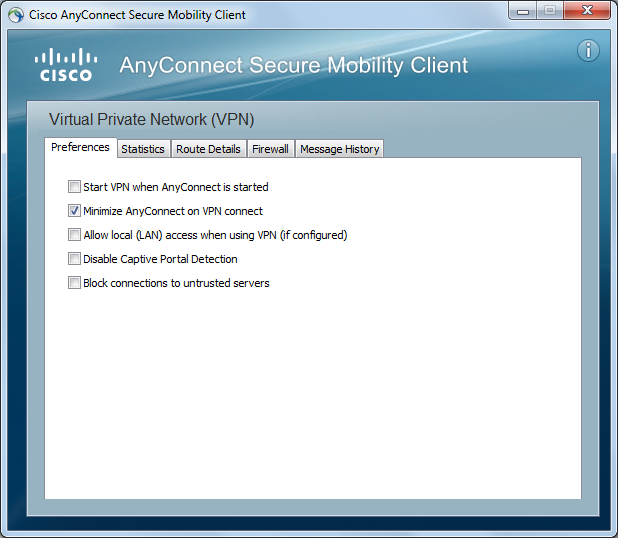 Cisco AnyConnect Secure Mobility Client
CISCO
AnyConnect Secure Mobility Client
i
Virtual Private Network (VPN)
Preferences Statistics Route Details Firewall Message History
Start VPN when AnyConnect is started
Minimize AnyConnect on VPN connect
Allow local (LAN) access when using VPN (if configured)
Disable Captive Portal Detection
Block connections to untrusted servers